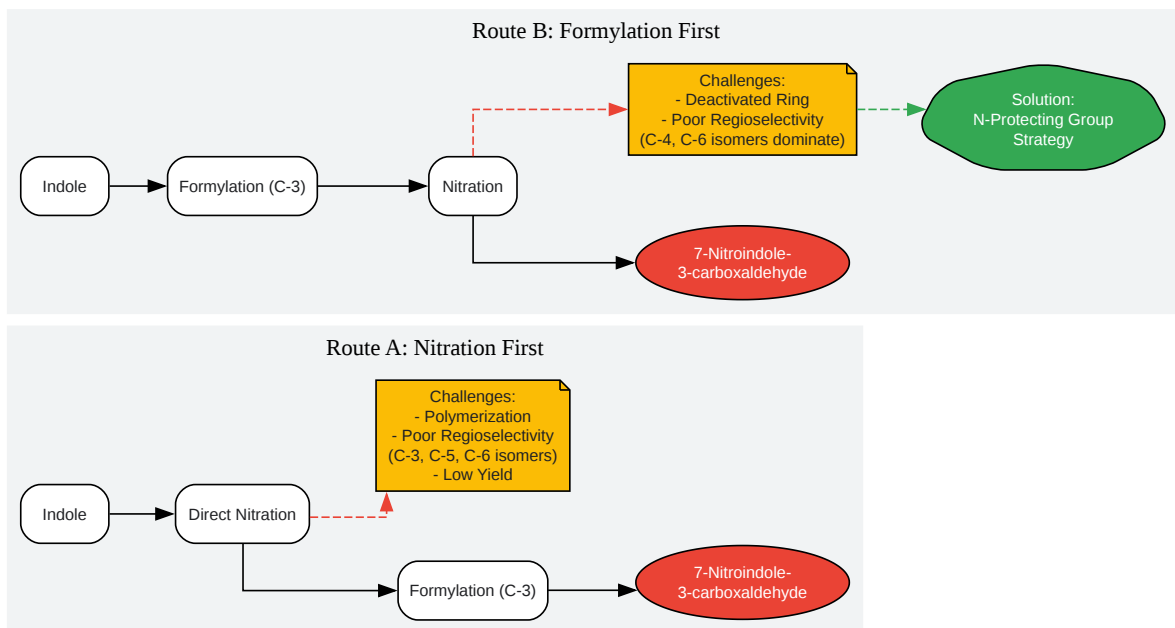 Route B: Formylation First
Challenges:
- Deactivated Ring
- Poor Regioselectivity
(C-4, C-6 isomers dominate)
Solution:
N-Protecting Group
Strategy
Indole
Formylation (C-3)
Nitration
7-Nitroindole-
3-carboxaldehyde
Route A: Nitration First
Challenges:
- Polymerization
- Poor Regioselectivity
(C-3, C-5, C-6 isomers)
- Low Yield
Indole
Direct Nitration
Formylation (C-3)
7-Nitroindole-
3-carboxaldehyde